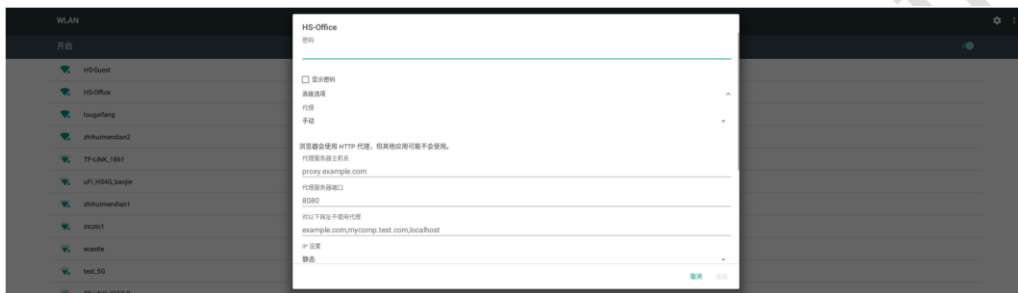 WLAN
开启
HS-Guest
HS-Office
lougaifang
zhihuimendian2
TP-LINK_1861
uFi_HS4G_baojie
zhihuimendian1
ecastle
test_5G
HS-Office
密码
显示密码
高级选项
代理
手动
浏览器会使用 HTTP 代理，但其他应用可能不会使用。
代理服务器主机名
proxy.example.com
代理服务器端口
8080
对以下网址不使用代理
example.com,mycomp.test.com,localhost
IP 设置
静态
取消 连接